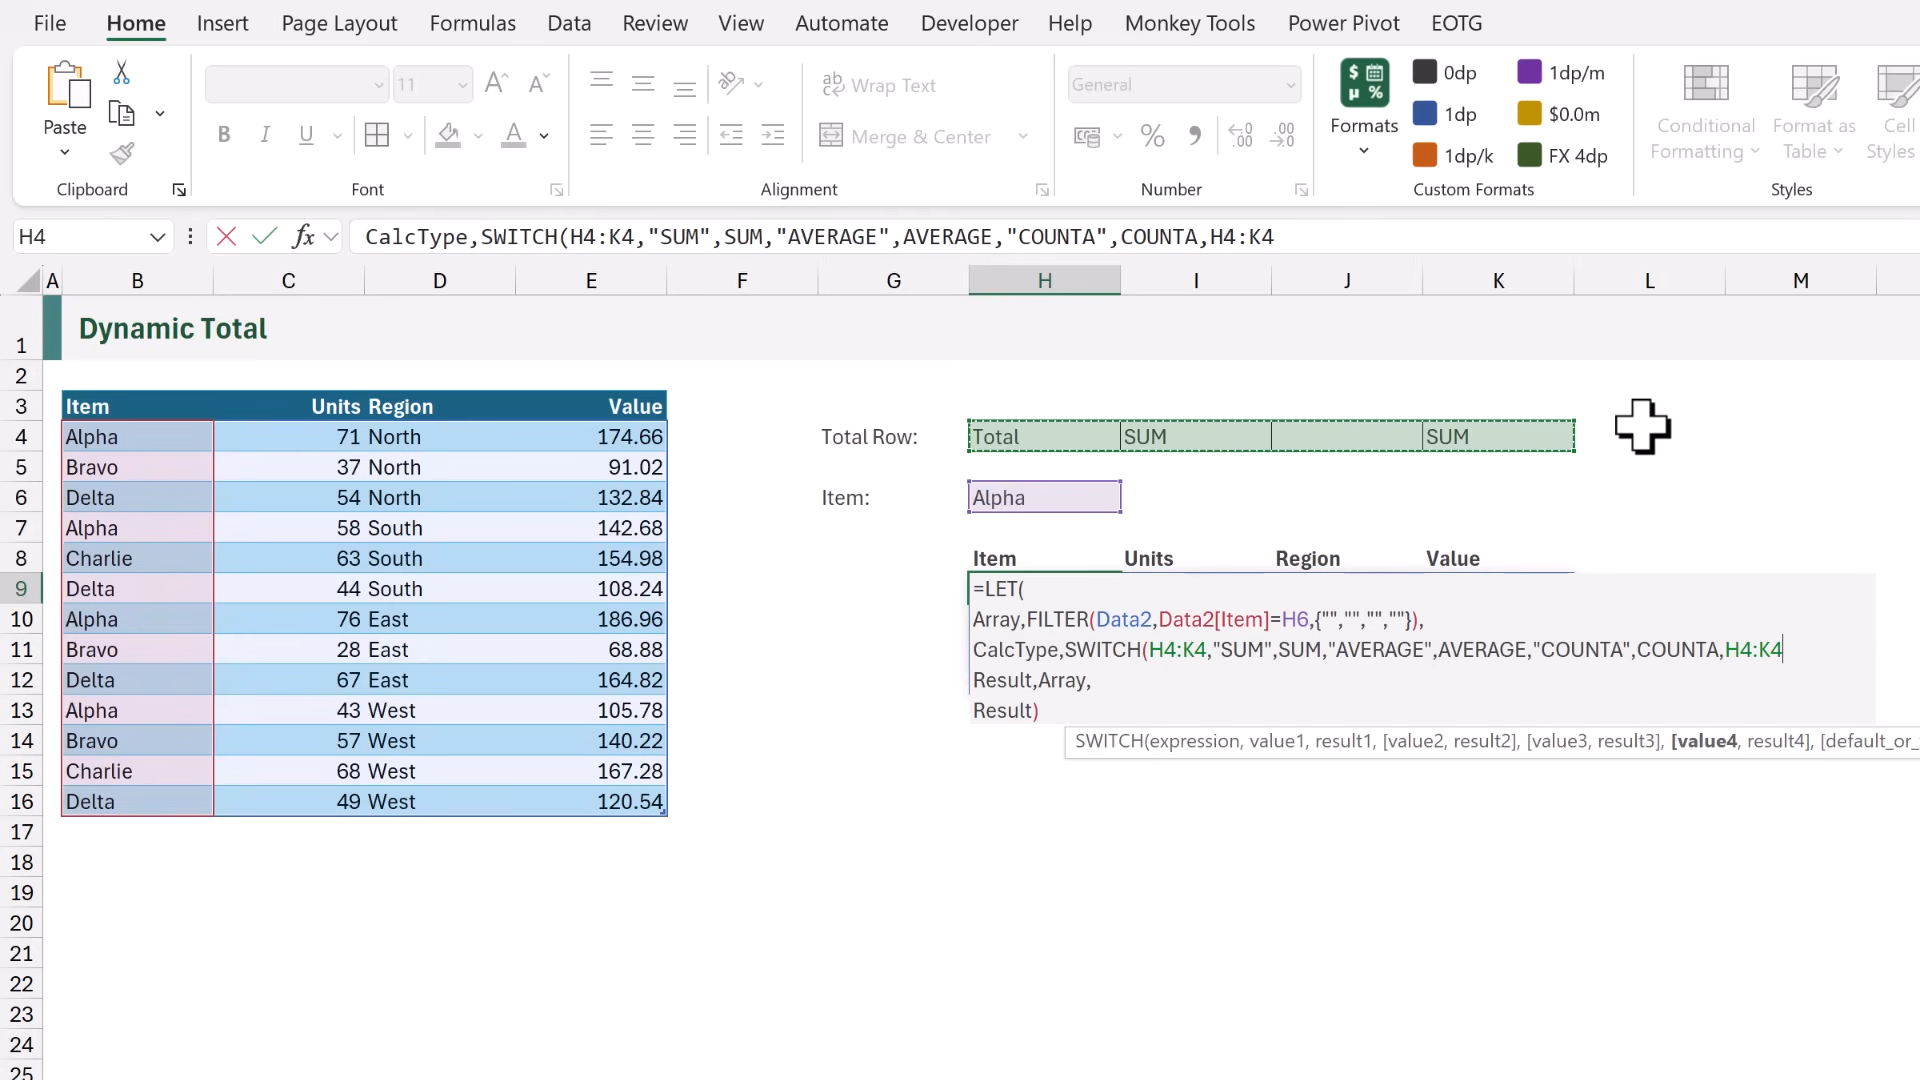 File Home Insert Page Layout Formulas Data Review View Automate Developer Help Monkey Tools Power Pivot EOTG
Paste
Clipboard
11
B I U
Font
ab Wrap Text
Merge & Center
Alignment
General
Number
Formats
0dp 1dp/m
1dp $0.0m
1dp/k FX 4dp
Custom Formats
Conditional Formatting
Format as Table
Cell Styles
Styles
H4 fx CalcType,SWITCH(H4:K4,"SUM",SUM,"AVERAGE",AVERAGE,"COUNTA",COUNTA,H4:K4
A B C D E F G H I J K L M
1 Dynamic Total
2
3 Item Units Region Value
4 Alpha 71 North 174.66 Total Row: Total SUM SUM
5 Bravo 37 North 91.02
6 Delta 54 North 132.84 Item: Alpha
7 Alpha 58 South 142.68
8 Charlie 63 South 154.98 Item Units Region Value
9 Delta 44 South 108.24 =LET(
10 Alpha 76 East 186.96 Array,FILTER(Data2,Data2[Item]=H6,{"","","",""}),
11 Bravo 28 East 68.88 CalcType,SWITCH(H4:K4,"SUM",SUM,"AVERAGE",AVERAGE,"COUNTA",COUNTA,H4:K4
12 Delta 67 East 164.82 Result,Array,
13 Alpha 43 West 105.78 Result)
14 Bravo 57 West 140.22 SWITCH(expression, value1, result1, [value2, result2], [value3, result3], [value4, result4], [default_or_
15 Charlie 68 West 167.28
16 Delta 49 West 120.54
17
18
19
20
21
22
23
24
25